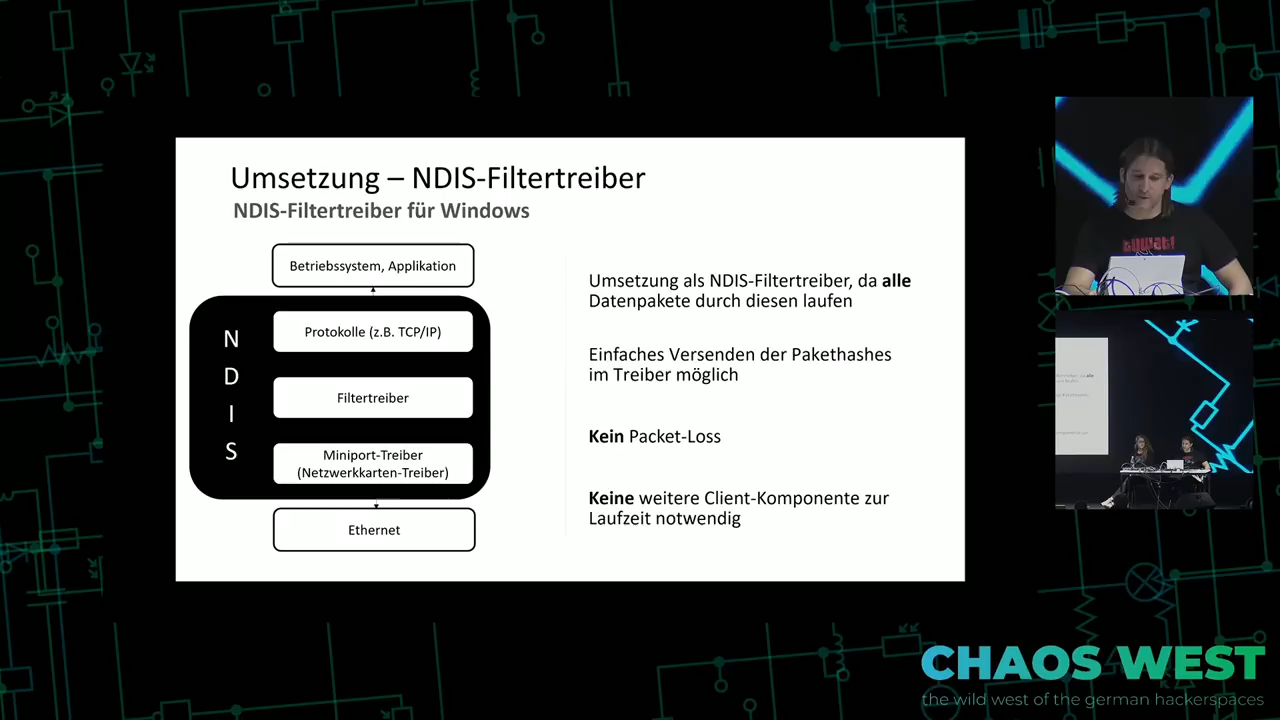 Umsetzung – NDIS-Filtertreiber
NDIS-Filtertreiber für Windows
Betriebssystem, Applikation
N
D
I
S
Protokolle (z.B. TCP/IP)
Filtertreiber
Miniport-Treiber
(Netzwerkkarten-Treiber)
Ethernet
Umsetzung als NDIS-Filtertreiber, da alle
Datenpakete durch diesen laufen
Einfaches Versenden der Pakethashes
im Treiber möglich
Kein Packet-Loss
Keine weitere Client-Komponente zur
Laufzeit notwendig
CHAOS WEST
the wild west of the german hackerspaces